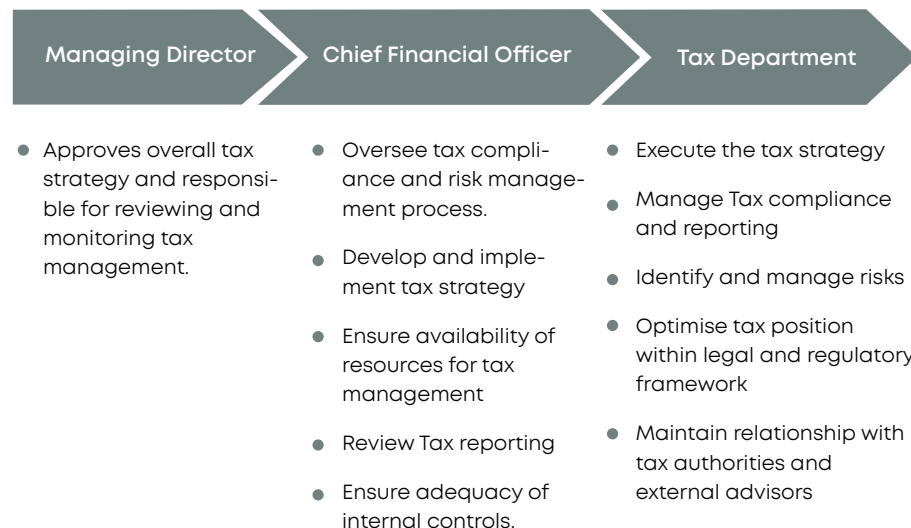 Managing Director
Chief Financial Officer
Tax Department
Approves overall tax
strategy and responsi-
ble for reviewing and
monitoring tax
management.
Oversee tax compli-
ance and risk manage-
ment process.
Develop and imple-
ment tax strategy
Ensure availability of
resources for tax
management
Review Tax reporting
Ensure adequacy of
internal controls.
Execute the tax strategy
Manage Tax compliance
and reporting
Identify and manage risks
Optimise tax position
within legal and regulatory
framework
Maintain relationship with
tax authorities and
external advisors